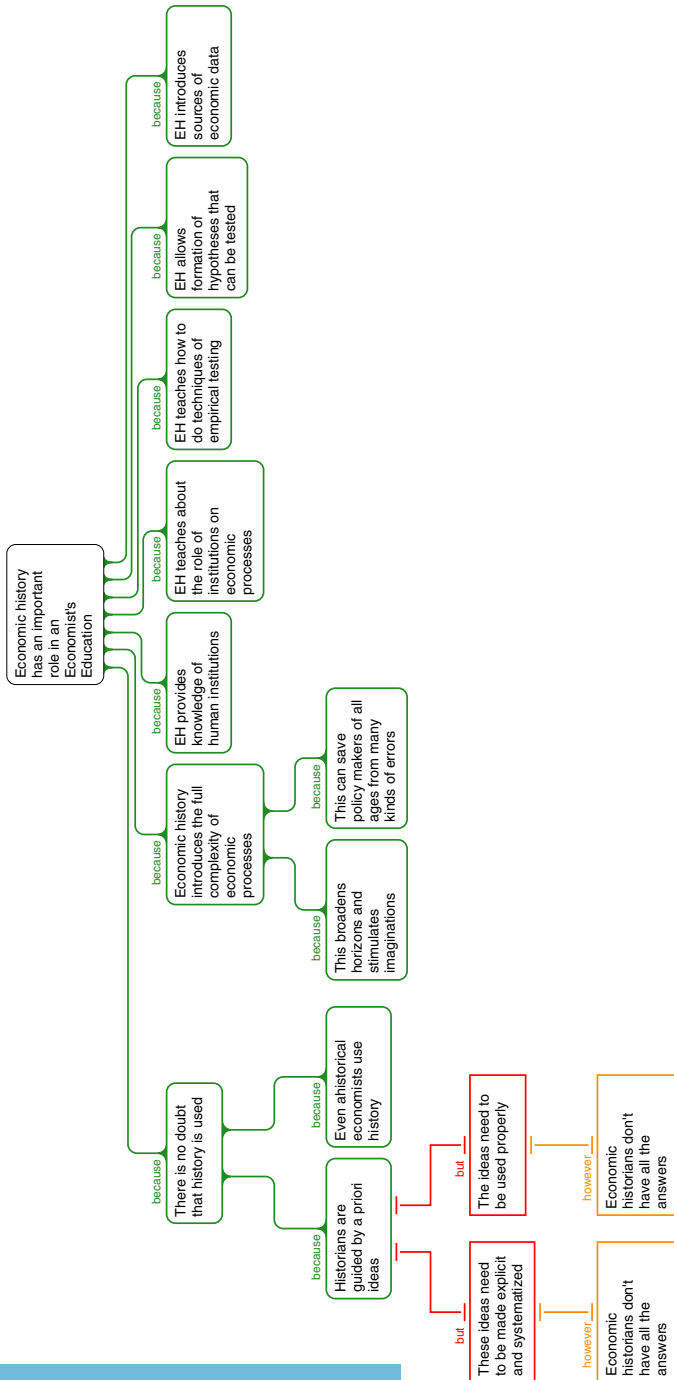 Economic history
has an important
role in an
Economist's
Education
because
There is no doubt
that history is used
because
Historians are
guided by a priori
ideas
but
These ideas need
to be made explicit
and systematized
however
Economic
historians don't
have all the
answers
but
The ideas need to
be used properly
however
Economic
historians don't
have all the
answers
because
Even ahistorical
economists use
history
because
Economic history
introduces the full
complexity of
economic
processes
because
This broadens
horizons and
stimulates
imaginations
because
This can save
policy makers of all
ages from many
kinds of errors
because
EH provides
knowledge of
human institutions
because
EH teaches about
the role of
institutions on
economic
processes
because
EH teaches how to
do techniques of
empirical testing
because
EH allows
formation of
hypotheses that
can be tested
because
EH introduces
sources of
economic data